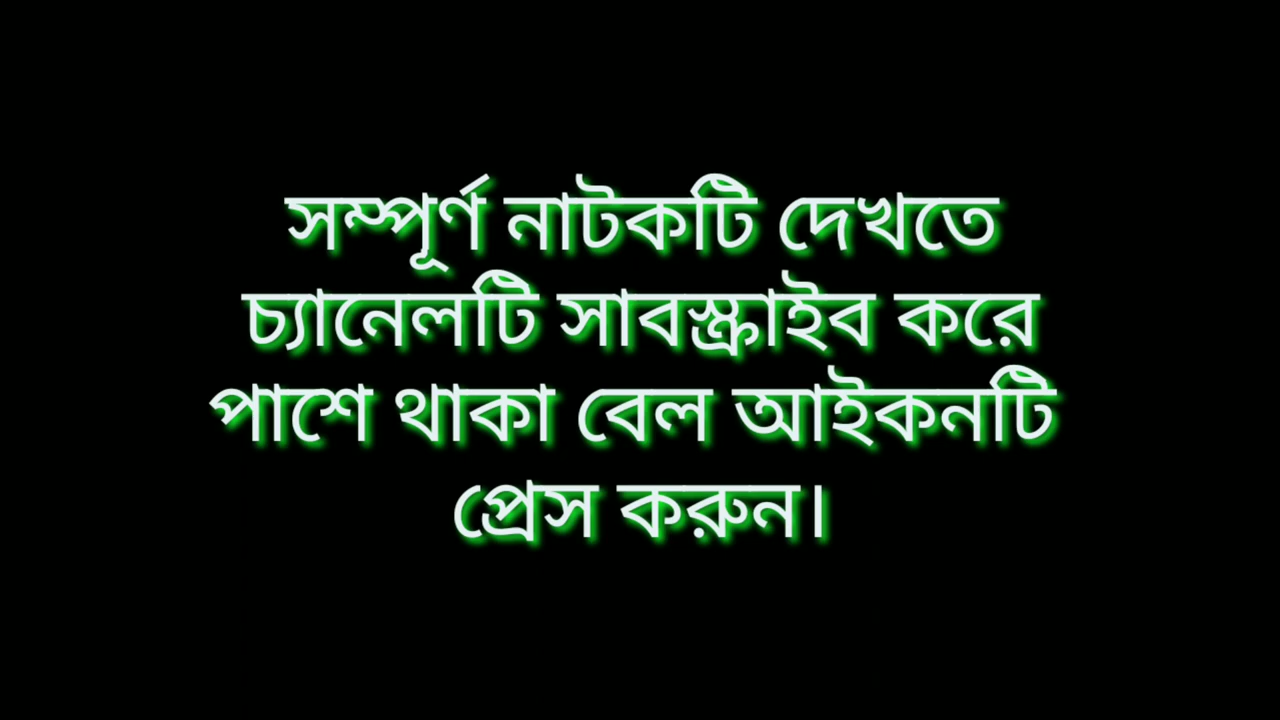 সম্পূর্ণ নাটকটি দেখতে
চ্যানেলটি সাবস্ক্রাইব করে
পাশে থাকা বেল আইকনটি
প্রেস করুন।